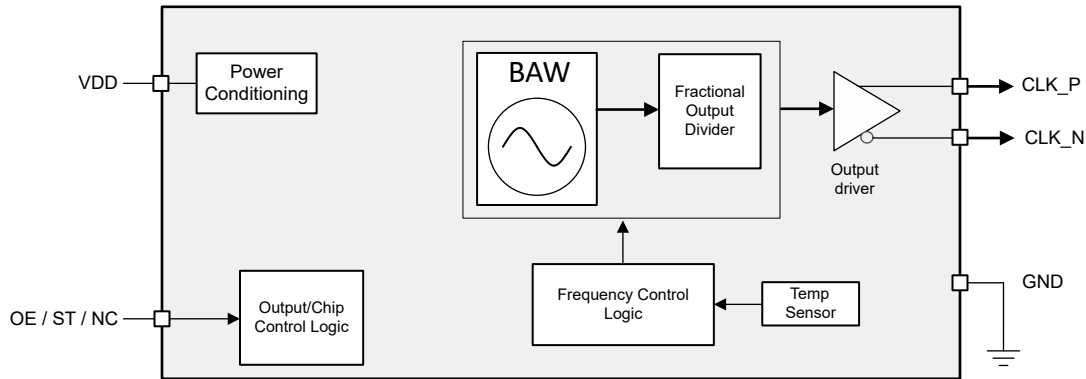 VDD
Power
Conditioning
BAW
Fractional
Output
Divider
Output
driver
CLK_P
CLK_N
OE / ST / NC
Output/Chip
Control Logic
Frequency Control
Logic
Temp
Sensor
GND